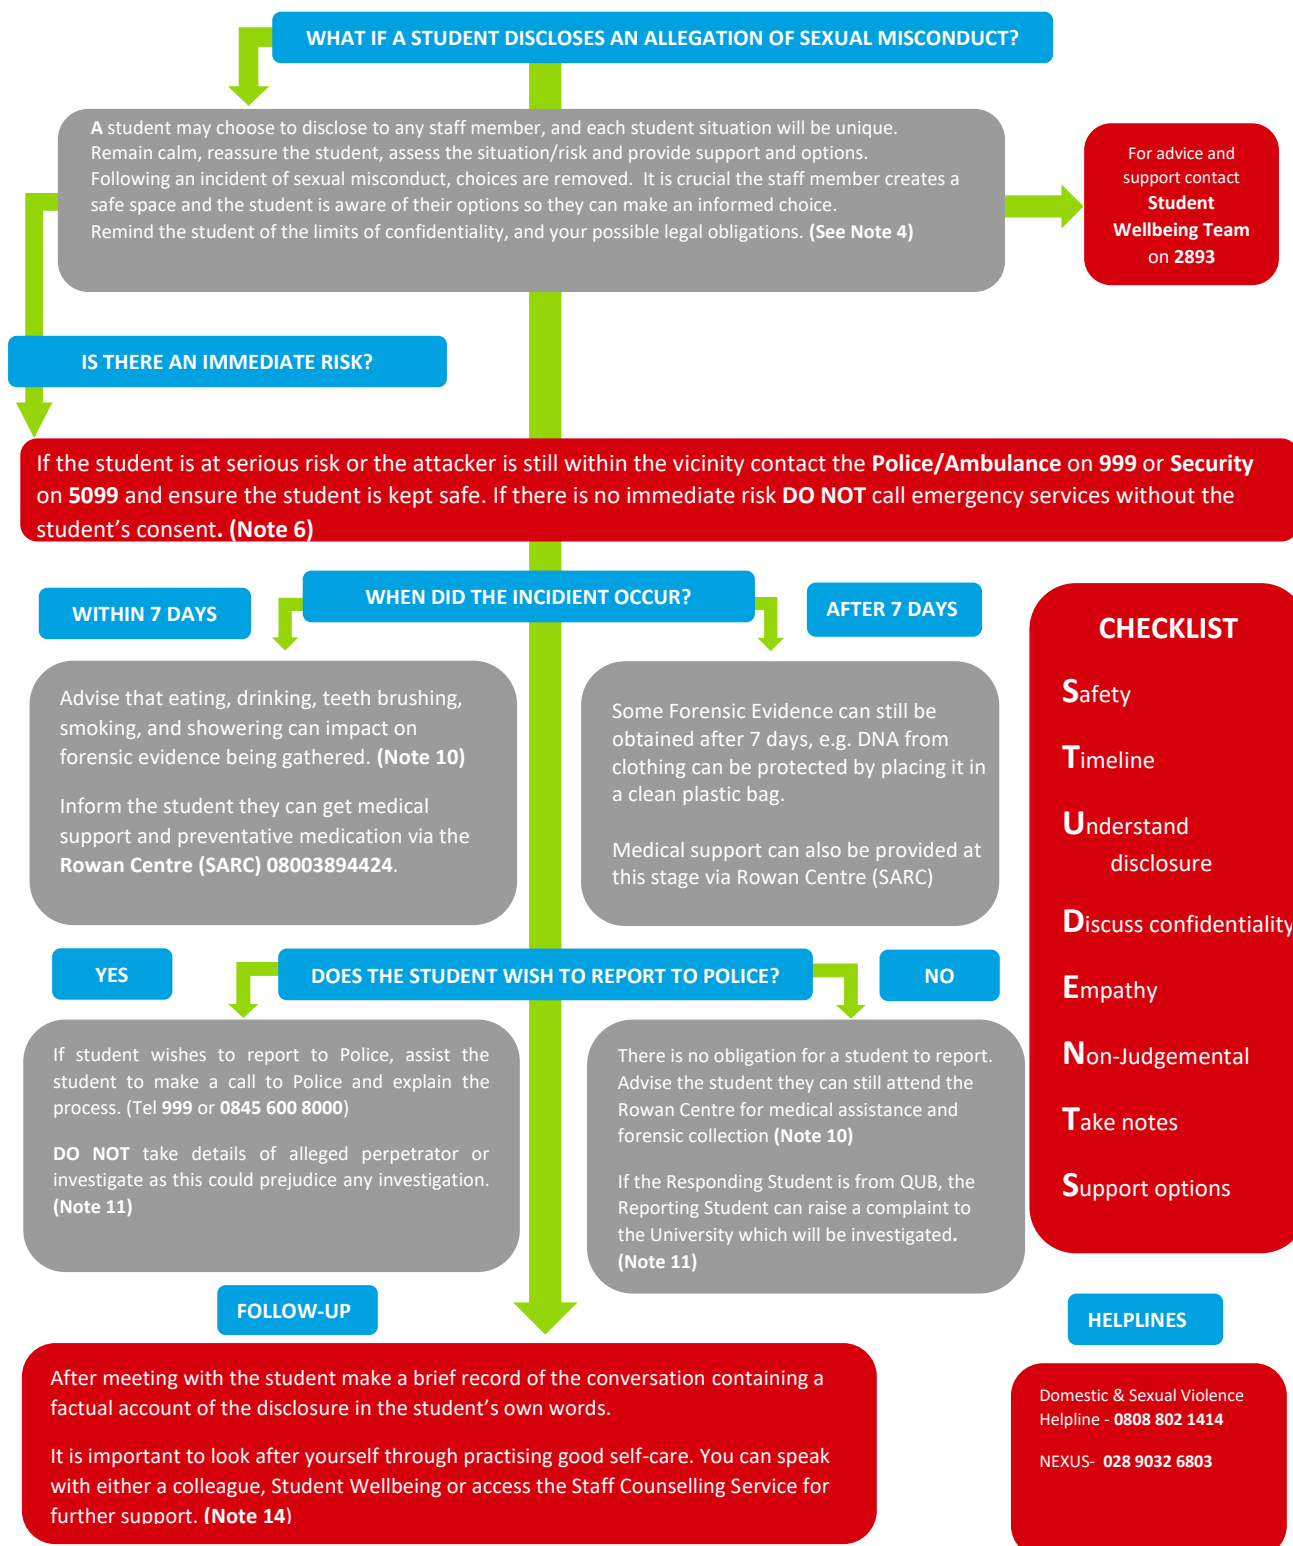 WHAT IF A STUDENT DISCLOSES AN ALLEGATION OF SEXUAL MISCONDUCT?
A student may choose to disclose to any staff member, and each student situation will be unique.
Remain calm, reassure the student, assess the situation/risk and provide support and options.
Following an incident of sexual misconduct, choices are removed.  It is crucial the staff member creates a
safe space and the student is aware of their options so they can make an informed choice.
Remind the student of the limits of confidentiality, and your possible legal obligations. (See Note 4)
For advice and
support contact
Student
Wellbeing Team
on 2893
IS THERE AN IMMEDIATE RISK?
If the student is at serious risk or the attacker is still within the vicinity contact the Police/Ambulance on 999 or Security
on 5099 and ensure the student is kept safe. If there is no immediate risk DO NOT call emergency services without the
student's consent. (Note 6)
WHEN DID THE INCIDIENT OCCUR?
WITHIN 7 DAYS
Advise that eating, drinking, teeth brushing,
smoking, and showering can impact on
forensic evidence being gathered. (Note 10)
Inform the student they can get medical
support and preventative medication via the
Rowan Centre (SARC) 08003894424.
AFTER 7 DAYS
Some Forensic Evidence can still be
obtained after 7 days, e.g. DNA from
clothing can be protected by placing it in
a clean plastic bag.
Medical support can also be provided at
this stage via Rowan Centre (SARC)
DOES THE STUDENT WISH TO REPORT TO POLICE?
YES
If student wishes to report to Police, assist the
student to make a call to Police and explain the
process. (Tel 999 or 0845 600 8000)
DO NOT take details of alleged perpetrator or
investigate as this could prejudice any investigation.
(Note 11)
NO
There is no obligation for a student to report.
Advise the student they can still attend the
Rowan Centre for medical assistance and
forensic collection (Note 10)
If the Responding Student is from QUB, the
Reporting Student can raise a complaint to
the University which will be investigated.
(Note 11)
CHECKLIST
Safety
Timeline
Understand
disclosure
Discuss confidentiality
Empathy
Non-Judgemental
Take notes
Support options
FOLLOW-UP
After meeting with the student make a brief record of the conversation containing a
factual account of the disclosure in the student's own words.
It is important to look after yourself through practising good self-care. You can speak
with either a colleague, Student Wellbeing or access the Staff Counselling Service for
further support. (Note 14)
HELPLINES
Domestic & Sexual Violence
Helpline - 0808 802 1414
NEXUS-  028 9032 6803